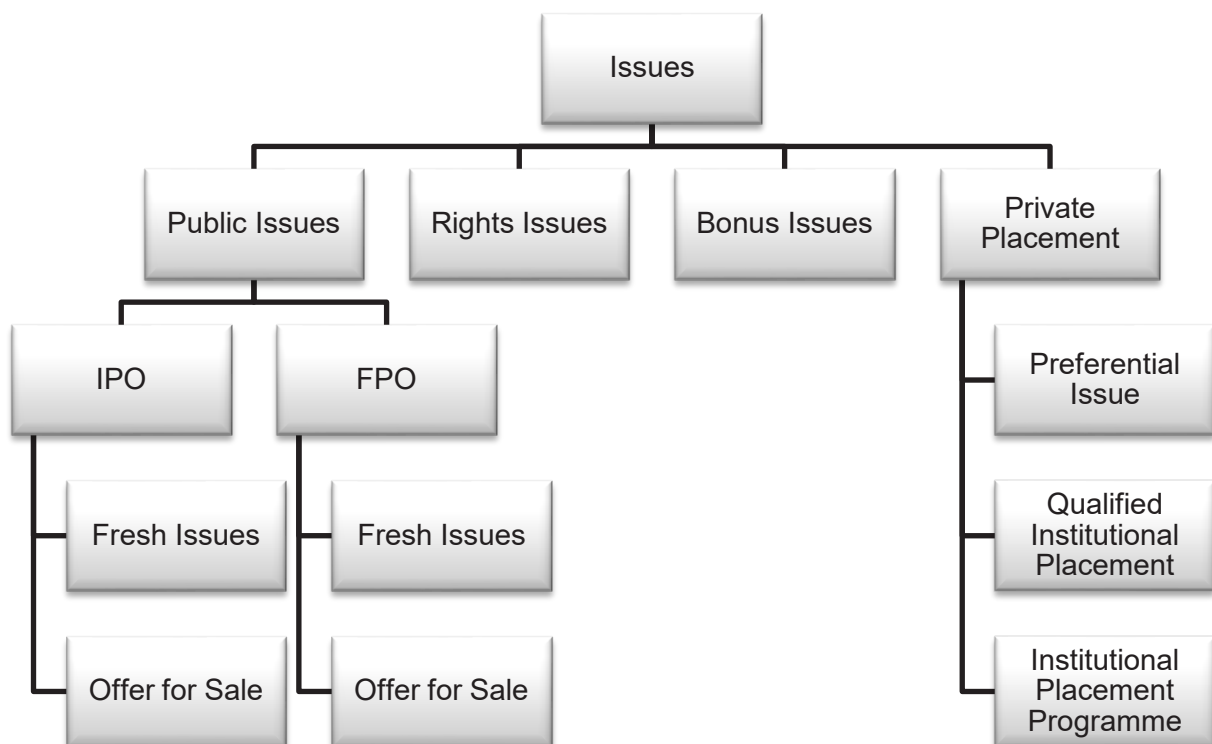 Issues
Public Issues
Rights Issues
Bonus Issues
Private
Placement
IPO
FPO
Preferential
Issue
Fresh Issues
Fresh Issues
Qualified
Institutional
Placement
Offer for Sale
Offer for Sale
Institutional
Placement
Programme